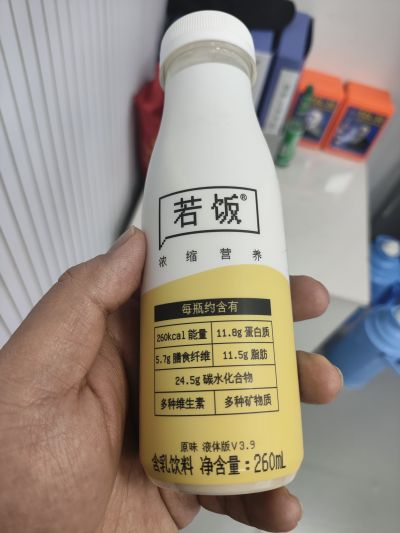 若饭®
浓缩营养
每瓶约含有
260kcal 能量 11.8g 蛋白质
5.7g 膳食纤维 11.5g 脂肪
24.5g 碳水化合物
多种维生素 多种矿物质
原味 液体版V3.9
含乳饮料 净含量：260mL